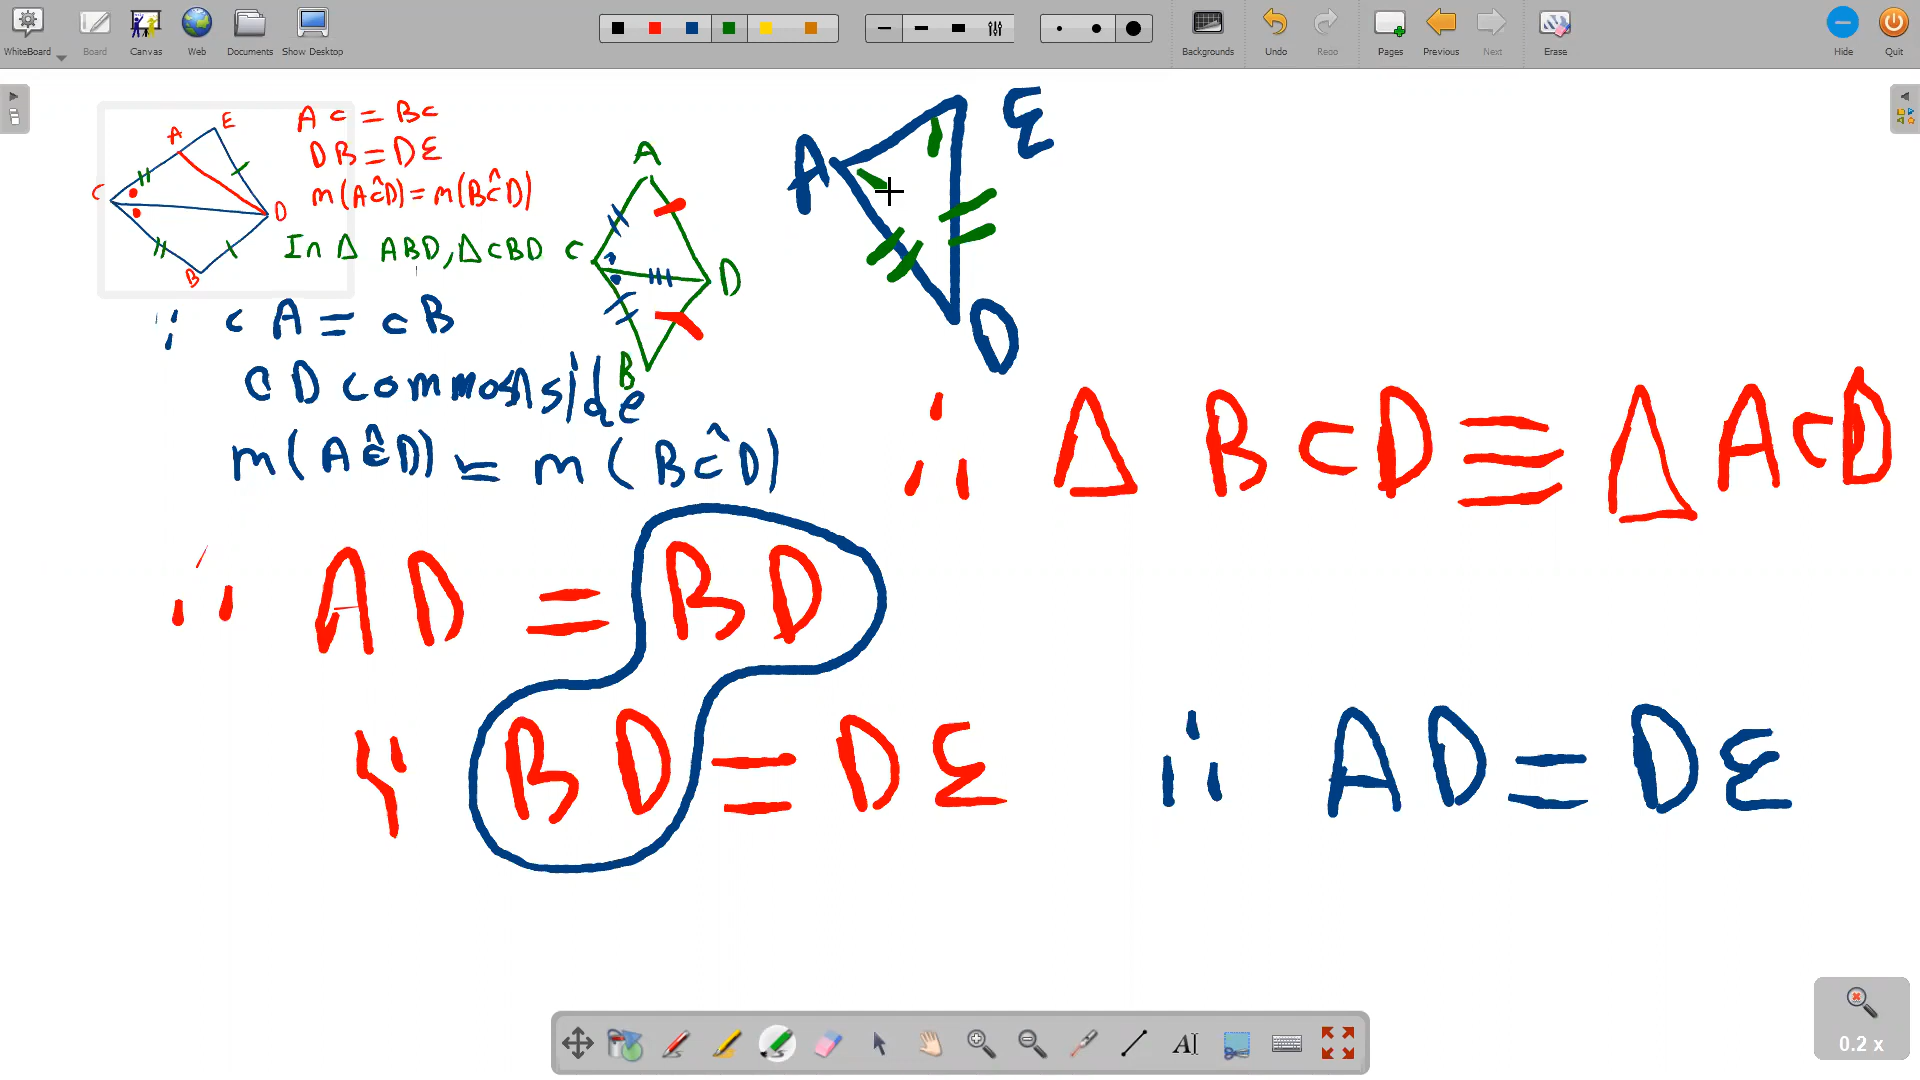 WhiteBoard Board Canvas Web Documents Show Desktop Backgrounds Undo Redo Pages Previous Next Erase Hide Quit
A E C D B
AC = BC
DB = DE
m(AĈD) = m(BĈD)
In Δ ABD, Δ CBD
A C D B
A E D
∵ CA = CB
CD common side
m(AĈD) = m(BĈD)
∴ Δ BCD ≡ Δ ACD
∴ AD = BD
∵ BD = DE
∴ AD = DE
AI
0.2 x